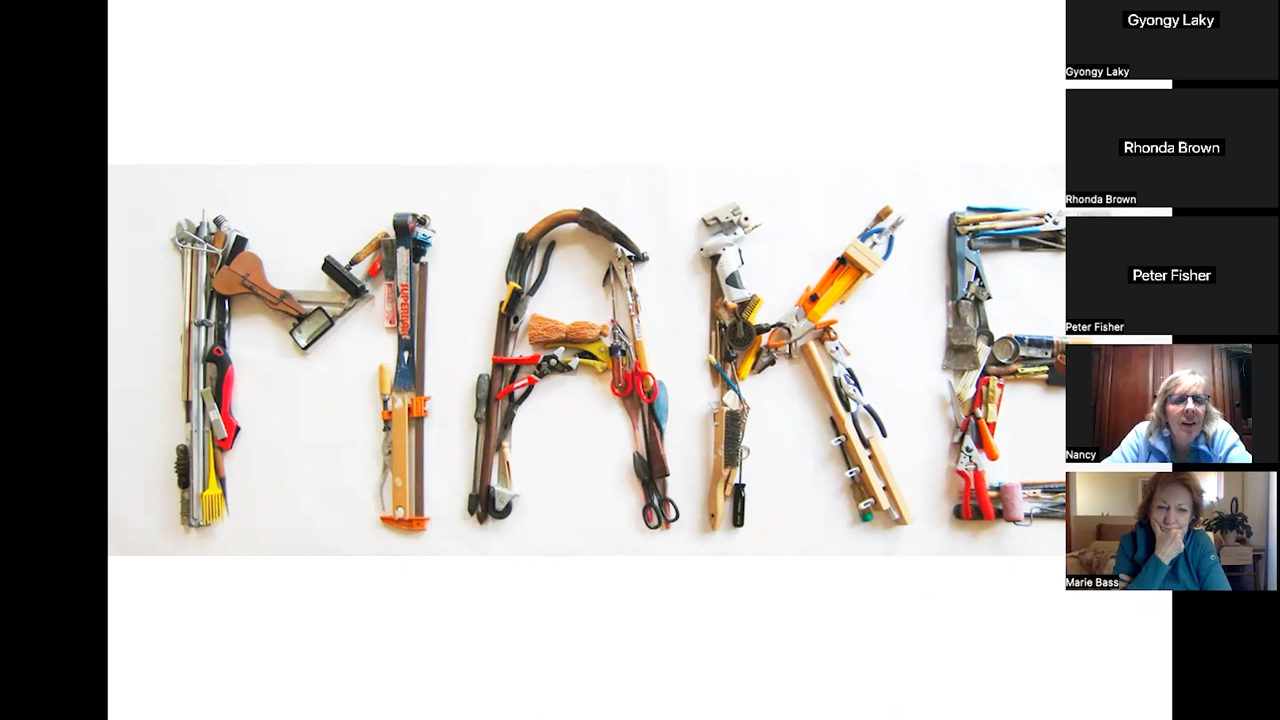 MAKE
Gyongy Laky
Gyongy Laky
Rhonda Brown
Rhonda Brown
Peter Fisher
Peter Fisher
Nancy
Marie Bass